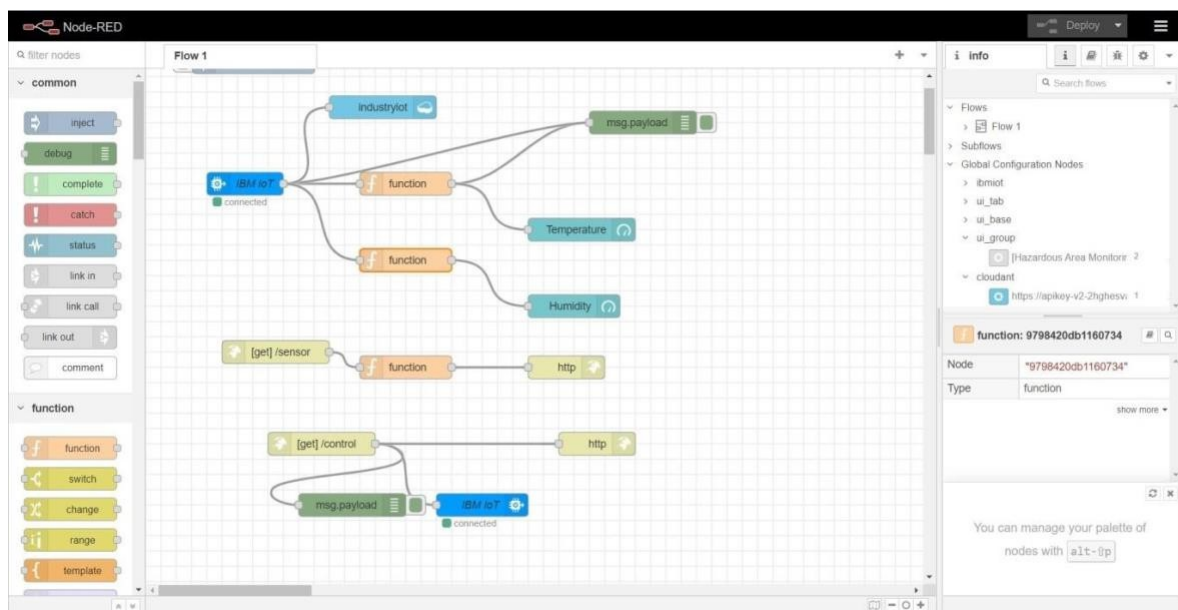 Node-RED
Deploy
filter nodes
Flow 1
i info
i
Search flows
common
inject
debug
complete
catch
status
link in
link call
link out
comment
function
function
switch
change
range
template
industryiot
msg.payload
IBM IoT
connected
function
Temperature
function
Humidity
[get] /sensor
function
http
[get] /control
http
msg.payload
IBM IoT
connected
Flows
Flow 1
Subflows
Global Configuration Nodes
ibmiot
ui_tab
ui_base
ui_group
[Hazardous Area Monitorin 2
cloudant
https://apikey-v2-2hghesv 1
function: 9798420db1160734
Node "9798420db1160734"
Type function
show more
You can manage your palette of
nodes with alt-⇧p